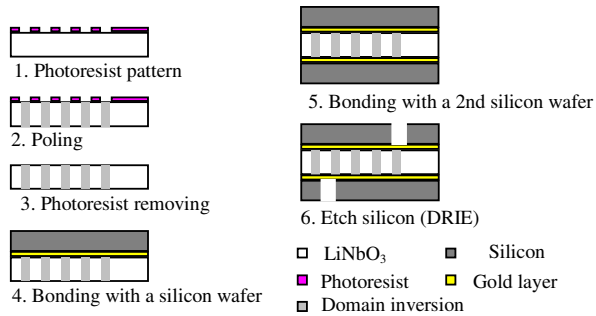 1. Photoresist pattern
2. Poling
3. Photoresist removing
4. Bonding with a silicon wafer
5. Bonding with a 2nd silicon wafer
6. Etch silicon (DRIE)
LiNbO3
Silicon
Photoresist
Gold layer
Domain inversion